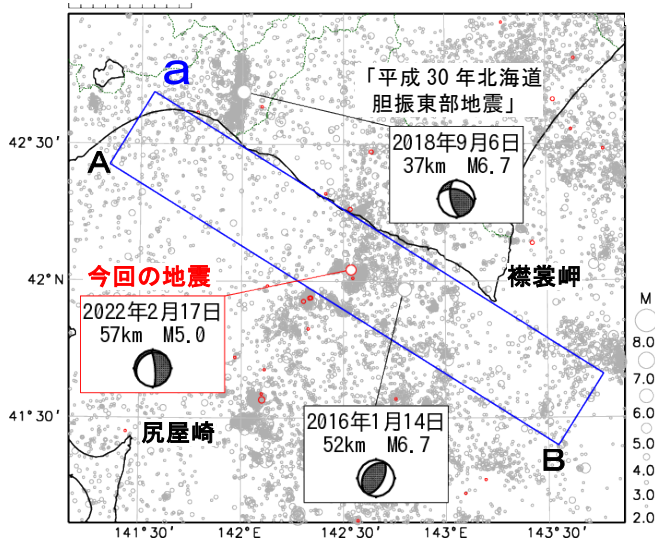 a
「平成30年北海道
胆振東部地震」
42°30′
2018年9月6日
37km M6.7
A
42°N
今回の地震
襟裳岬
2022年2月17日
57km M5.0
M
8.0
7.0
6.0
5.0
4.0
3.0
2.0
41°30′
尻屋崎
2016年1月14日
52km M6.7
B
141°30′ 142°E 142°30′ 143°E 143°30′